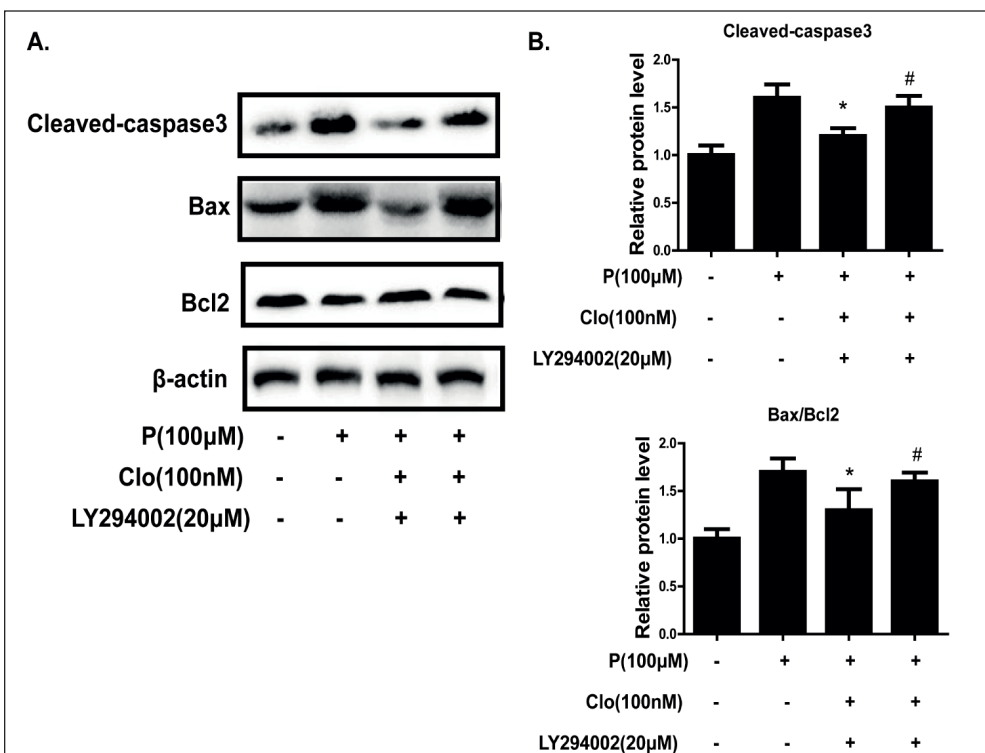 A.
Cleaved-caspase3
Bax
Bcl2
β-actin
P(100μM) - + + +
Clo(100nM) - - + +
LY294002(20μM) - - + +
B.
Cleaved-caspase3
Relative protein level
2.0
1.5
1.0
0.5
0.0
* #
P(100μM) - + + +
Clo(100nM) - - + +
LY294002(20μM) - - + +
Bax/Bcl2
Relative protein level
2.0
1.5
1.0
0.5
0.0
* #
P(100μM) - + + +
Clo(100nM) - - + +
LY294002(20μM) - - + +